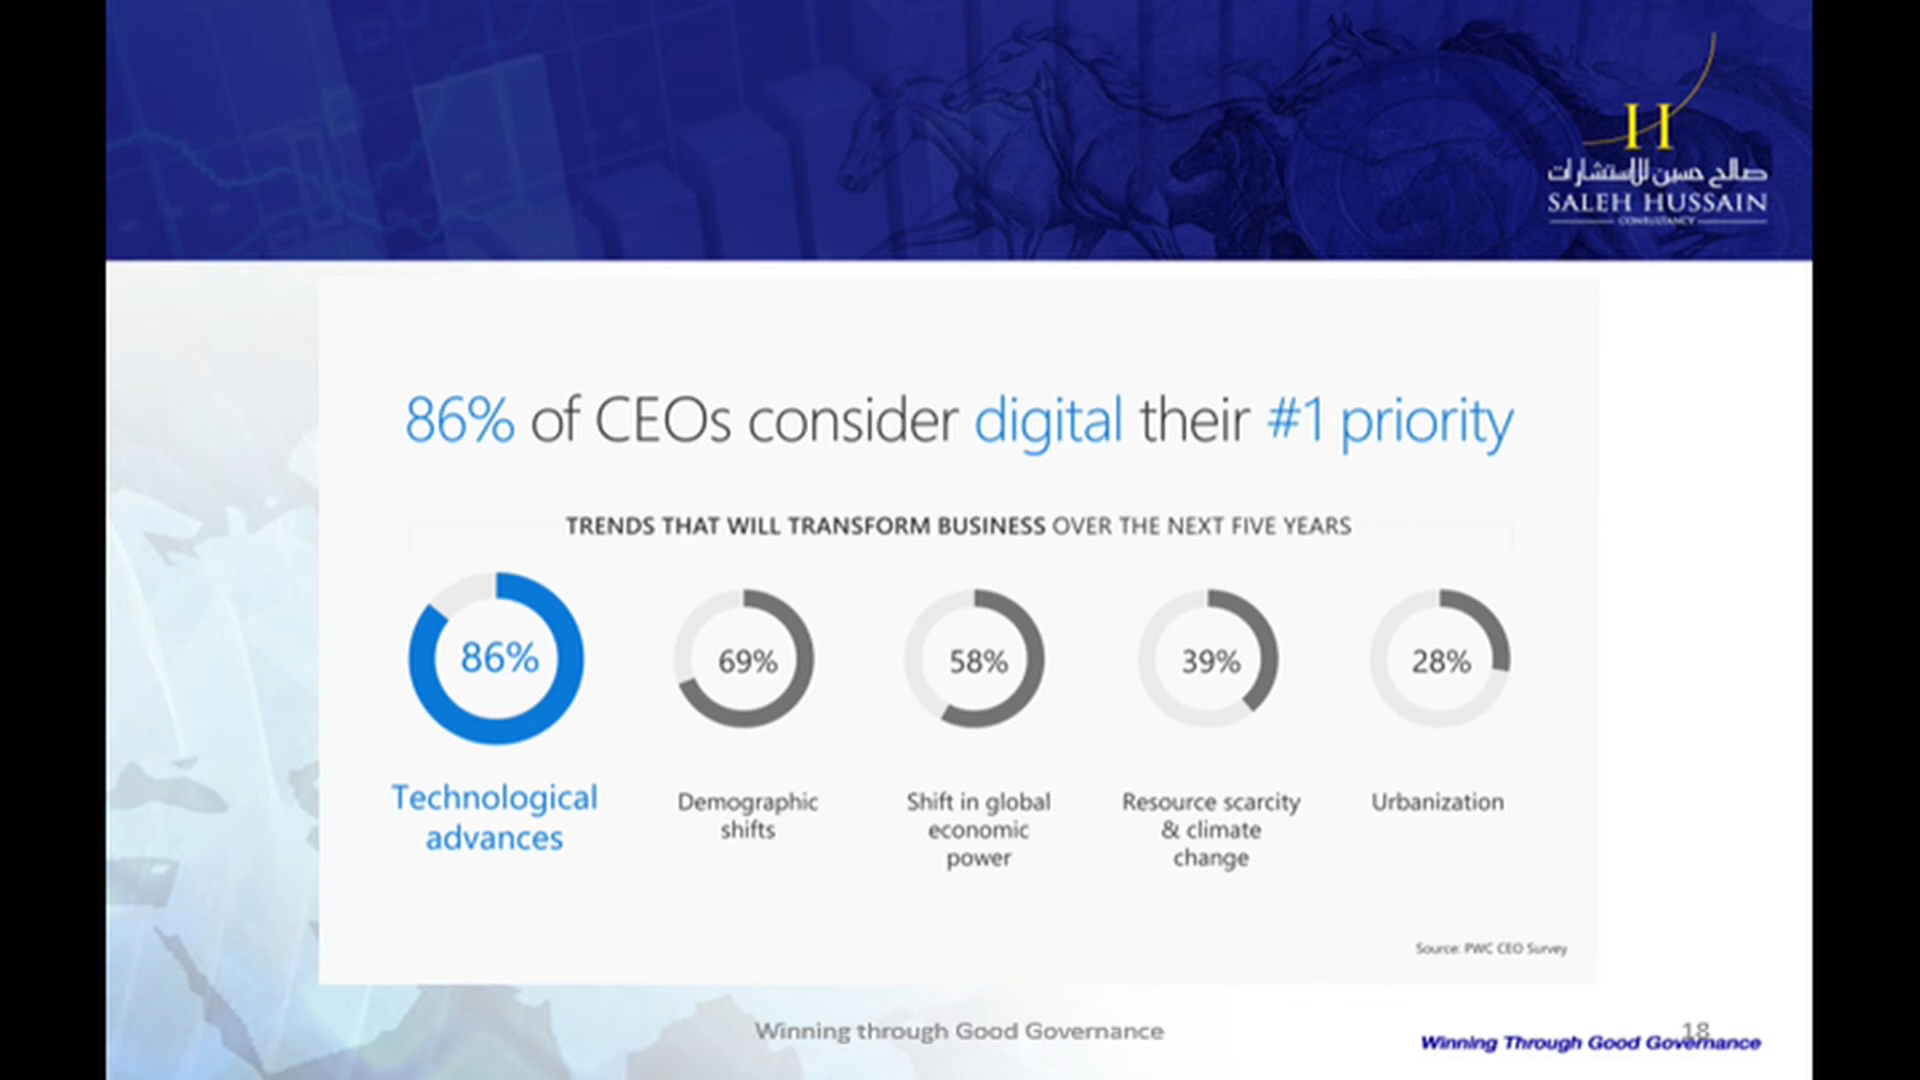 صالح حسين للإستشارات
SALEH HUSSAIN
CONSULTANCY
86% of CEOs consider digital their #1 priority
TRENDS THAT WILL TRANSFORM BUSINESS OVER THE NEXT FIVE YEARS
86%
69%
58%
39%
28%
Technological
advances
Demographic
shifts
Shift in global
economic
power
Resource scarcity
& climate
change
Urbanization
Source: PWC CEO Survey
Winning through Good Governance
18
Winning Through Good Governance